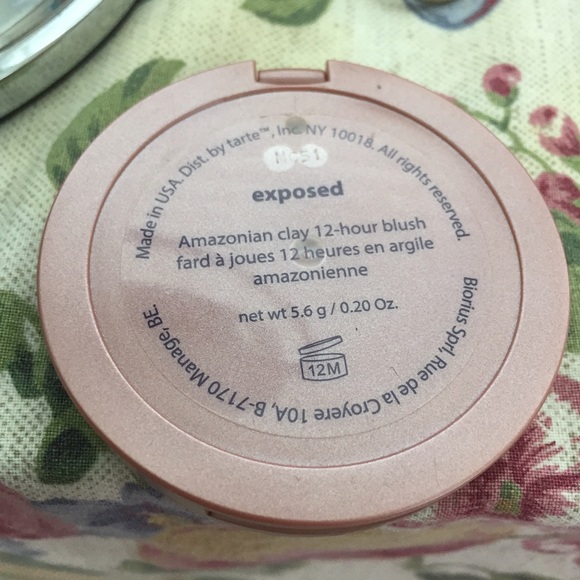 Made in USA. Dist. by tarte™, Inc. NY 10018. All rights reserved.
exposed
Amazonian clay 12-hour blush
fard à joues 12 heures en argile
amazonienne
net wt 5.6 g / 0.20 Oz.
12M
Biorius Sprl, Rue de la Croyere 10A, B-7170 Manage, BE.